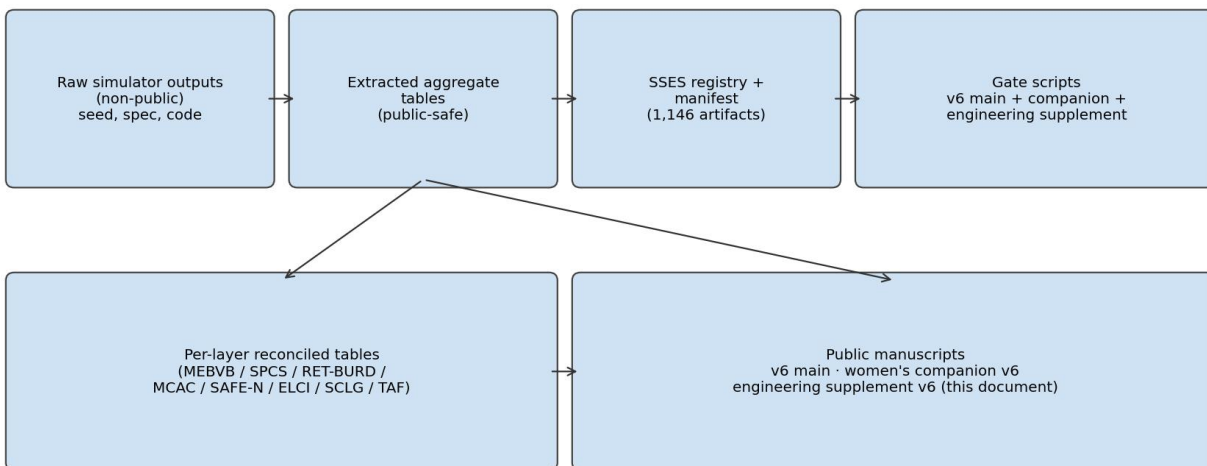 Raw simulator outputs
(non-public)
seed, spec, code
Extracted aggregate
tables
(public-safe)
SSES registry +
manifest
(1,146 artifacts)
Gate scripts
v6 main + companion +
engineering supplement
Per-layer reconciled tables
(MEBVB / SPCS / RET-BURD /
MCAC / SAFE-N / ELCI / SCLG / TAF)
Public manuscripts
v6 main · women's companion v6
engineering supplement v6 (this document)